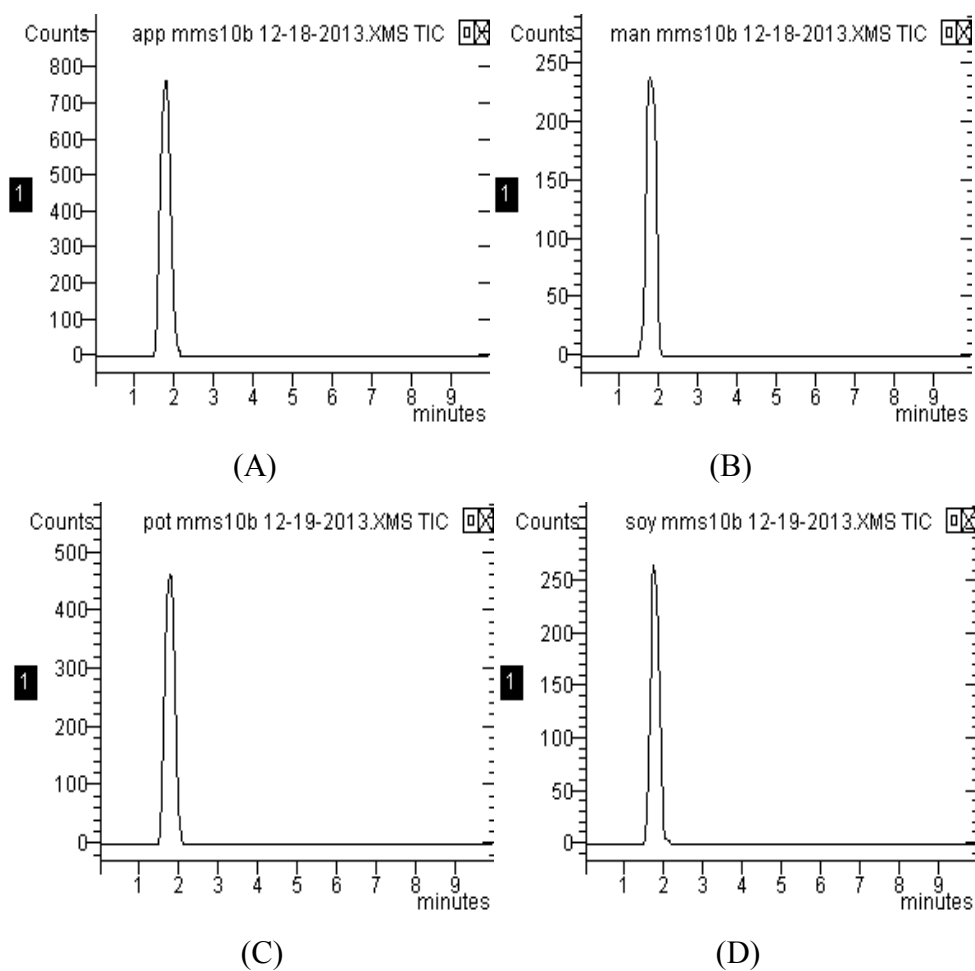 Counts app mms10b 12-18-2013.XMS TIC
800
700
600
500
400
300
200
100
0
1
1 2 3 4 5 6 7 8 9
minutes
(A)
Counts man mms10b 12-18-2013.XMS TIC
250
200
150
100
50
0
1
1 2 3 4 5 6 7 8 9
minutes
(B)
Counts pot mms10b 12-19-2013.XMS TIC
500
400
300
200
100
0
1
1 2 3 4 5 6 7 8 9
minutes
(C)
Counts soy mms10b 12-19-2013.XMS TIC
250
200
150
100
50
0
1
1 2 3 4 5 6 7 8 9
minutes
(D)